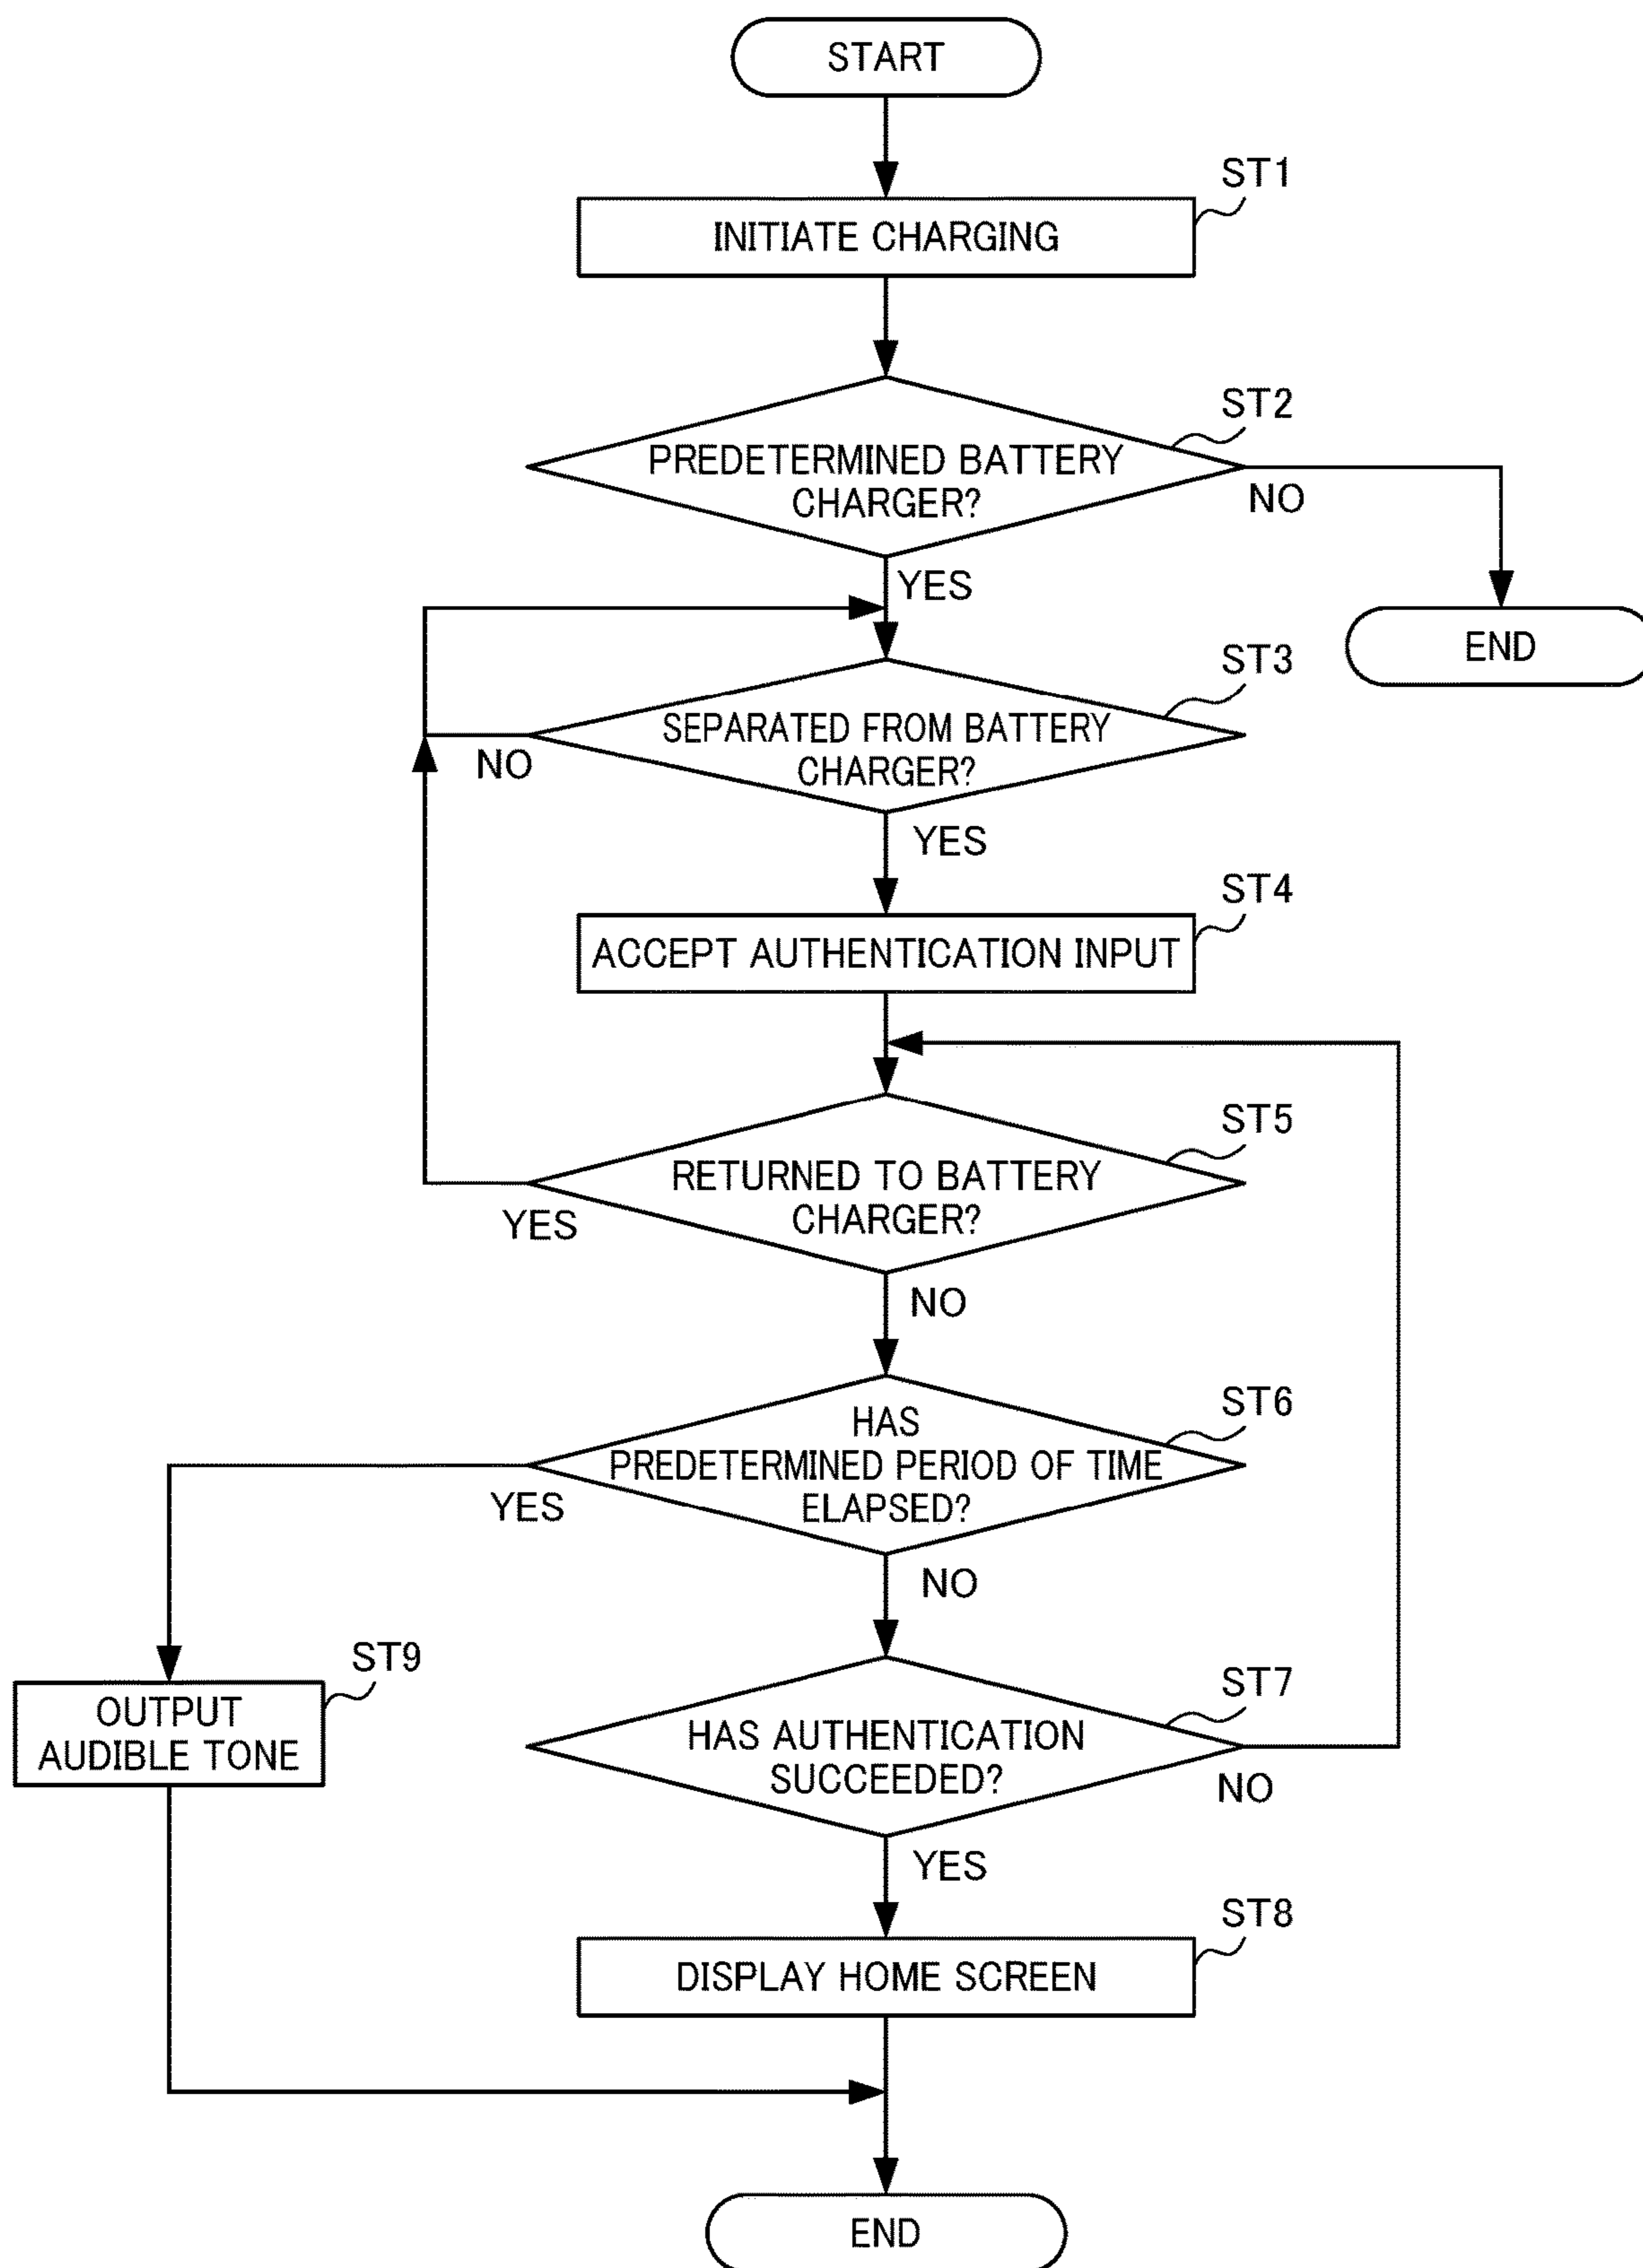 START
ST1
INITIATE CHARGING
ST2
PREDETERMINED BATTERY
CHARGER?
NO
YES
END
ST3
SEPARATED FROM BATTERY
CHARGER?
NO
YES
ST4
ACCEPT AUTHENTICATION INPUT
ST5
RETURNED TO BATTERY
CHARGER?
YES
NO
ST6
HAS
PREDETERMINED PERIOD OF TIME
ELAPSED?
YES
NO
ST9
OUTPUT
AUDIBLE TONE
ST7
HAS AUTHENTICATION
SUCCEEDED?
NO
YES
ST8
DISPLAY HOME SCREEN
END